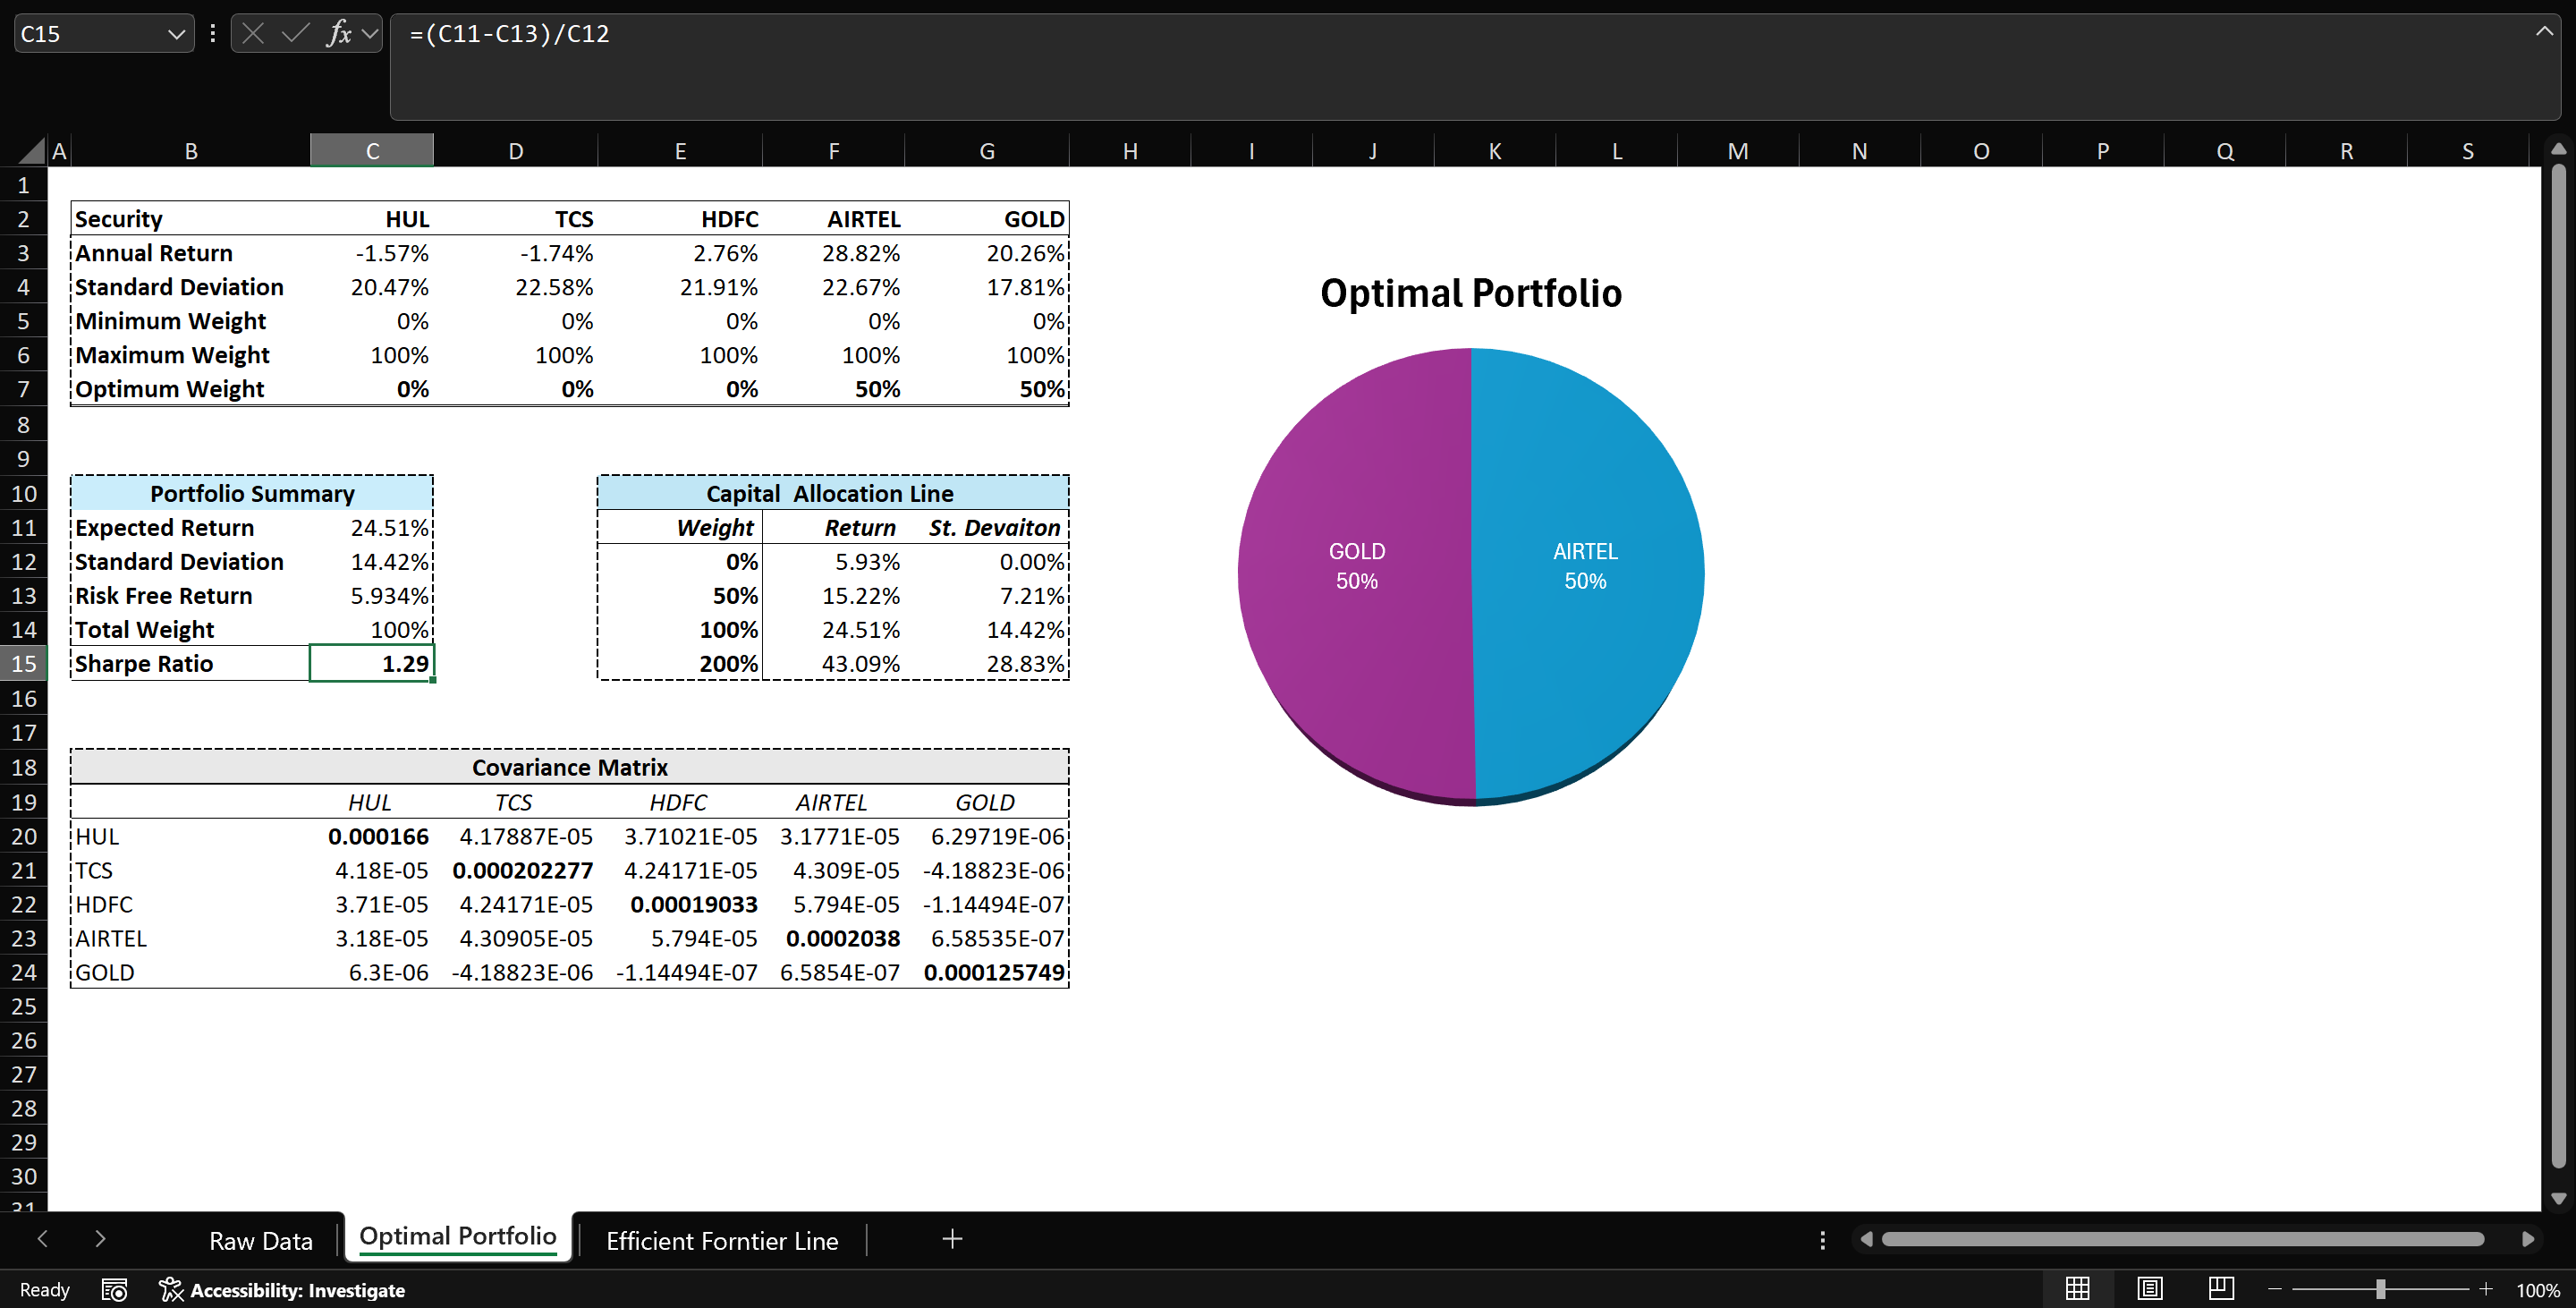 C15 fx =(C11-C13)/C12
A B C D E F G H I J K L M N O P Q R S
1
2 Security HUL TCS HDFC AIRTEL GOLD
3 Annual Return -1.57% -1.74% 2.76% 28.82% 20.26%
4 Standard Deviation 20.47% 22.58% 21.91% 22.67% 17.81%
5 Minimum Weight 0% 0% 0% 0% 0%
6 Maximum Weight 100% 100% 100% 100% 100%
7 Optimum Weight 0% 0% 0% 50% 50%
8
9
10 Portfolio Summary Capital Allocation Line
11 Expected Return 24.51% Weight Return St. Devaiton
12 Standard Deviation 14.42% 0% 5.93% 0.00%
13 Risk Free Return 5.934% 50% 15.22% 7.21%
14 Total Weight 100% 100% 24.51% 14.42%
15 Sharpe Ratio 1.29 200% 43.09% 28.83%
16
17
18 Covariance Matrix
19 HUL TCS HDFC AIRTEL GOLD
20 HUL 0.000166 4.17887E-05 3.71021E-05 3.1771E-05 6.29719E-06
21 TCS 4.18E-05 0.000202277 4.24171E-05 4.309E-05 -4.18823E-06
22 HDFC 3.71E-05 4.24171E-05 0.00019033 5.794E-05 -1.14494E-07
23 AIRTEL 3.18E-05 4.30905E-05 5.794E-05 0.0002038 6.58535E-07
24 GOLD 6.3E-06 -4.18823E-06 -1.14494E-07 6.5854E-07 0.000125749
25
26
27
28
29
30
31
Optimal Portfolio
GOLD
50%
AIRTEL
50%
Raw Data Optimal Portfolio Efficient Forntier Line
Ready Accessibility: Investigate 100%